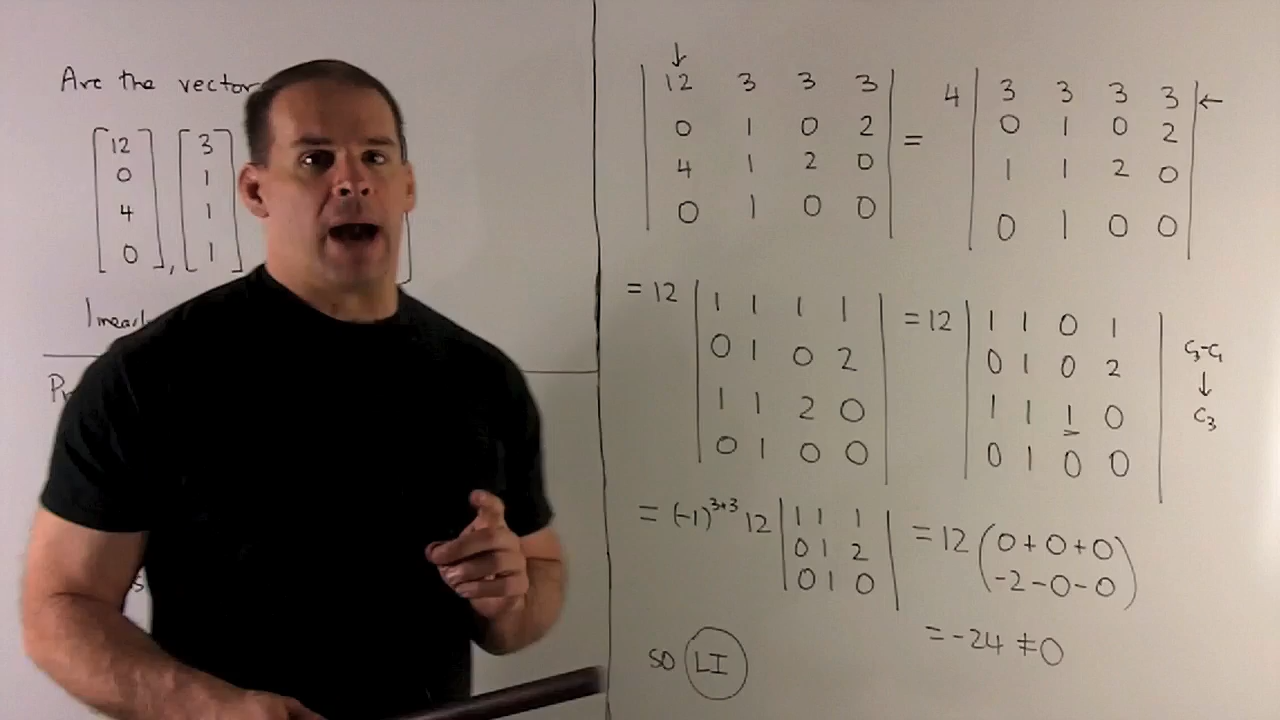 Are the vector
12 3
0 1
4 1
0 , 1
linearl
Pr
s
↓
| 12 3 3 3 | = 4 | 3 3 3 3 | ←
| 0 1 0 2 | | 0 1 0 2 |
| 4 1 2 0 | | 1 1 2 0 |
| 0 1 0 0 | | 0 1 0 0 |
= 12 | 1 1 1 1 | = 12 | 1 1 0 1 |
| 0 1 0 2 | | 0 1 0 2 | C₃-C₁
| 1 1 2 0 | | 1 1 1 0 | ↓
| 0 1 0 0 | | 0 1 0 0 | C₃
= (-1)³⁺³ 12 | 1 1 1 | = 12 (0+0+0
| 0 1 2 | -2-0-0)
| 0 1 0 |
= -24 ≠ 0
so LI